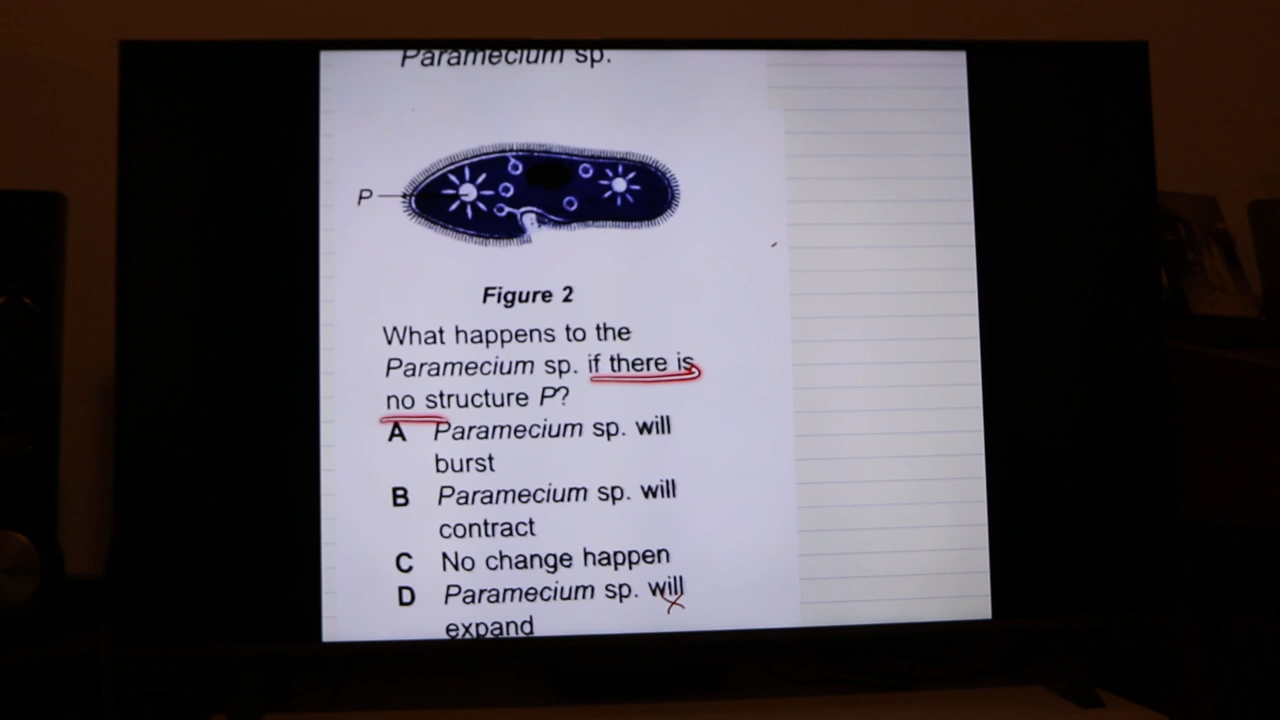 Paramecium sp.
P
Figure 2
What happens to the
Paramecium sp. if there is
no structure P?
A Paramecium sp. will
burst
B Paramecium sp. will
contract
C No change happen
D Paramecium sp. will
expand